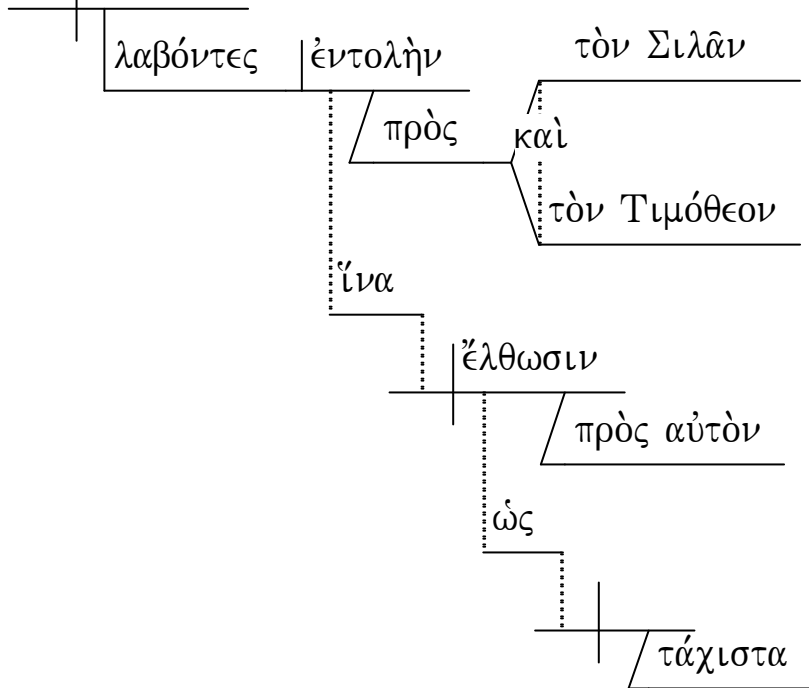 λαβόντες ἐντολὴν
τὸν Σιλᾶν
πρὸς
καὶ
τὸν Τιμόθεον
ἵνα
ἔλθωσιν
πρὸς αὐτὸν
ὡς
τάχιστα